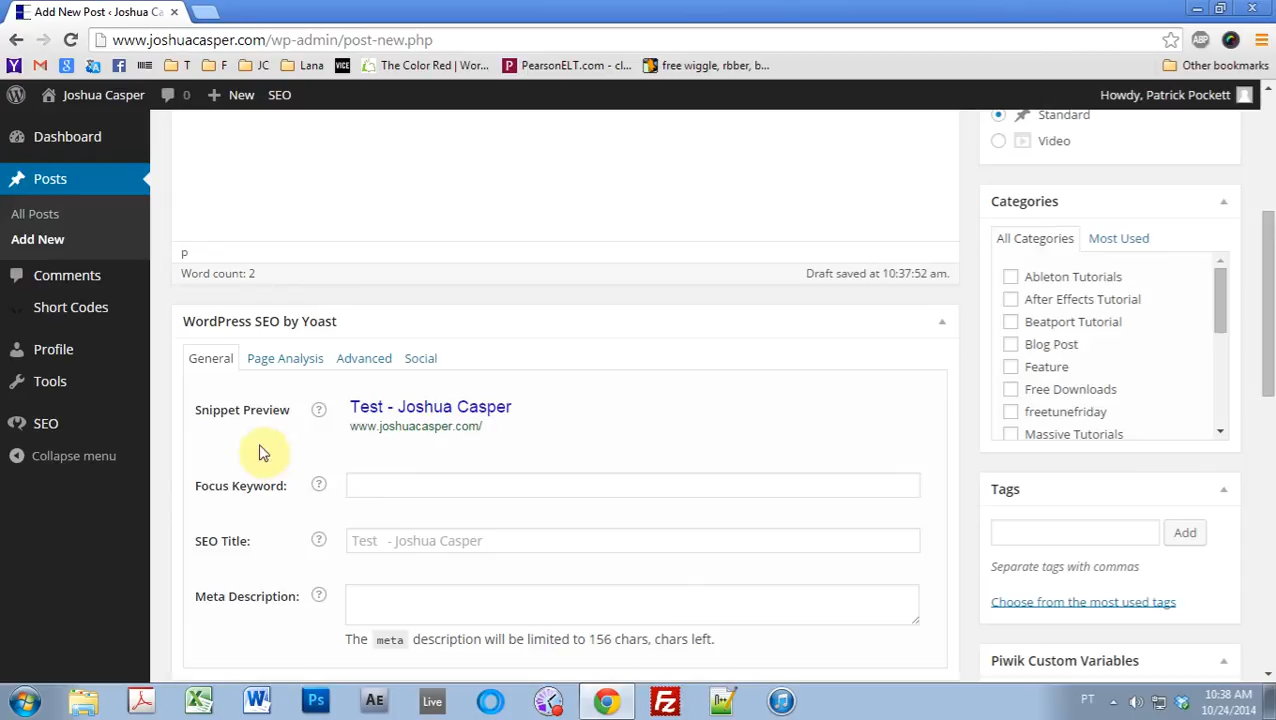 Add New Post ‹ Joshua Ca
www.joshuacasper.com/wp-admin/post-new.php
ABP
T
F
JC
Lana
VICE
The Color Red | Wor...
PearsonELT.com - cl...
free wiggle, rbber, b...
Other bookmarks
Joshua Casper
0
New
SEO
Howdy, Patrick Pockett
Dashboard
Posts
All Posts
Add New
Comments
Short Codes
Profile
Tools
SEO
Collapse menu
p
Word count: 2
Draft saved at 10:37:52 am.
WordPress SEO by Yoast
General
Page Analysis
Advanced
Social
Snippet Preview
?
Test - Joshua Casper
www.joshuacasper.com/
Focus Keyword:
?
SEO Title:
?
Test - Joshua Casper
Meta Description:
?
The meta description will be limited to 156 chars, chars left.
Standard
Video
Categories
All Categories
Most Used
Ableton Tutorials
After Effects Tutorial
Beatport Tutorial
Blog Post
Feature
Free Downloads
freetunefriday
Massive Tutorials
Tags
Add
Separate tags with commas
Choose from the most used tags
Piwik Custom Variables
Ps
Ae
Live
PT
10:38 AM
10/24/2014